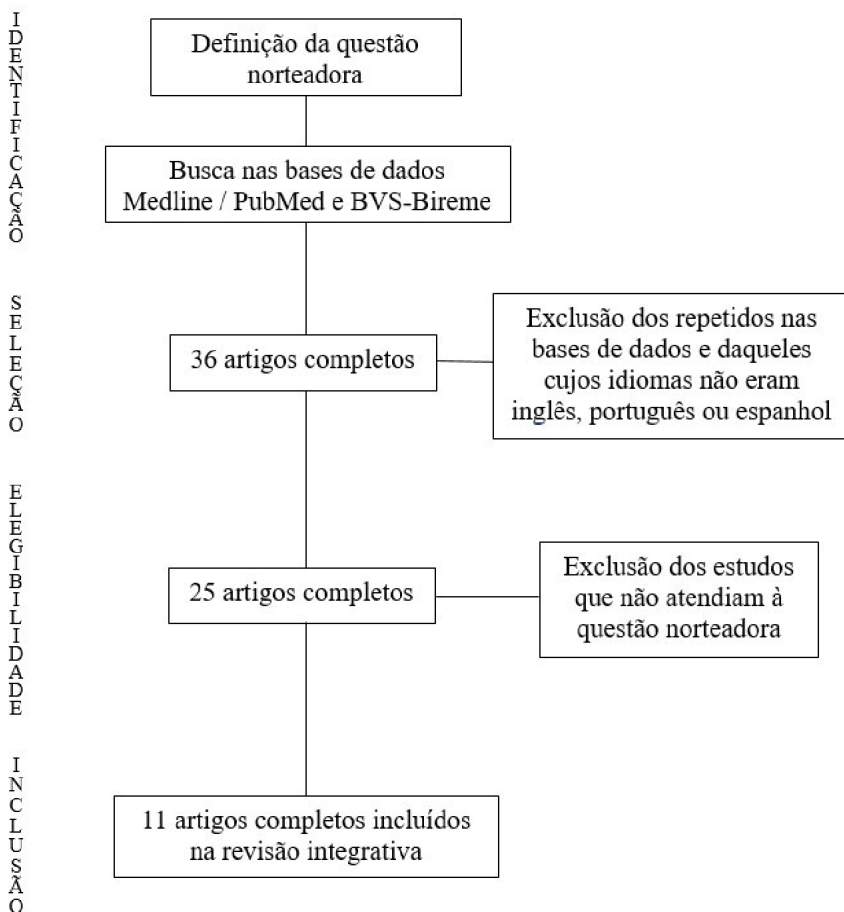 IDENTIFICAÇÃO
Definição da questão
norteadora
Busca nas bases de dados
Medline / PubMed e BVS-Bireme
SELEÇÃO
36 artigos completos
Exclusão dos repetidos nas
bases de dados e daqueles
cujos idiomas não eram
inglês, português ou espanhol
ELEGIBILIDADE
25 artigos completos
Exclusão dos estudos
que não atendiam à
questão norteadora
INCLUSÃO
11 artigos completos incluídos
na revisão integrativa